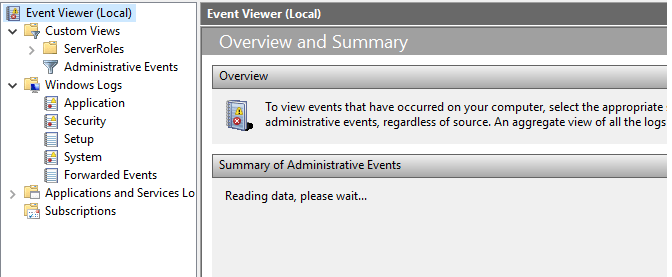 Event Viewer (Local)
Custom Views
ServerRoles
Administrative Events
Windows Logs
Application
Security
Setup
System
Forwarded Events
Applications and Services Lo
Subscriptions
Event Viewer (Local)
Overview and Summary
Overview
To view events that have occurred on your computer, select the appropriate
administrative events, regardless of source. An aggregate view of all the logs
Summary of Administrative Events
Reading data, please wait...